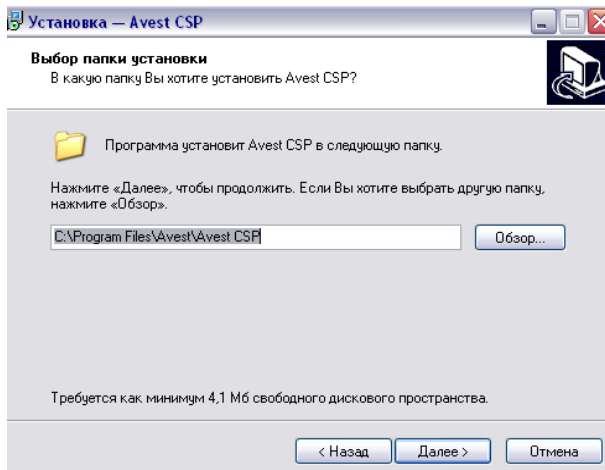 Установка — Avest CSP
Выбор папки установки
В какую папку Вы хотите установить Avest CSP?
Программа установит Avest CSP в следующую папку.
Нажмите «Далее», чтобы продолжить. Если Вы хотите выбрать другую папку,
нажмите «Обзор».
C:\Program Files\Avest\Avest CSP
Обзор...
Требуется как минимум 4,1 Мб свободного дискового пространства.
< Назад
Далее >
Отмена